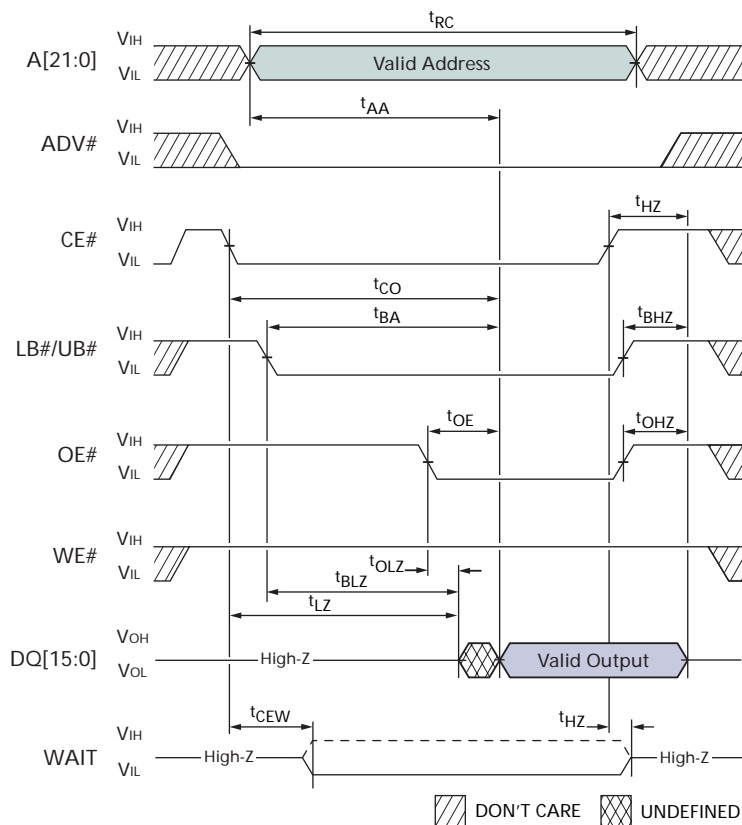 tRC
VIH
A[21:0] Valid Address
VIL
tAA
VIH
ADV#
VIL
tHZ
VIH
CE#
VIL
tCO
tBA
tBHZ
VIH
LB#/UB#
VIL
tOE
tOHZ
VIH
OE#
VIL
VIH
WE#
VIL
tOLZ
tBLZ
tLZ
VOH
DQ[15:0] High-Z Valid Output
VOL
tCEW tHZ
VIH
WAIT High-Z High-Z
VIL
DON'T CARE UNDEFINED